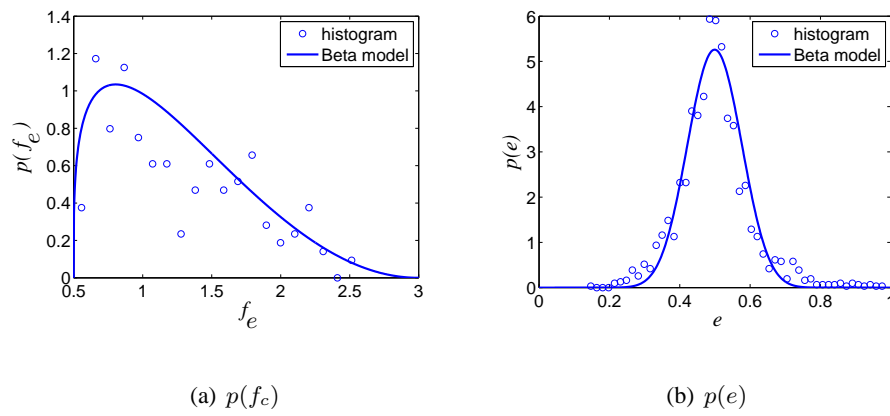 1.4
1.2
1
0.8
0.6
0.4
0.2
0
0.5 1 1.5 2 2.5 3
p(f_e)
f_e
histogram
Beta model
6
5
4
3
2
1
0
0 0.2 0.4 0.6 0.8 1
p(e)
e
histogram
Beta model
(a) p(f_c)
(b) p(e)